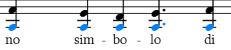 no sim - bo - lo di